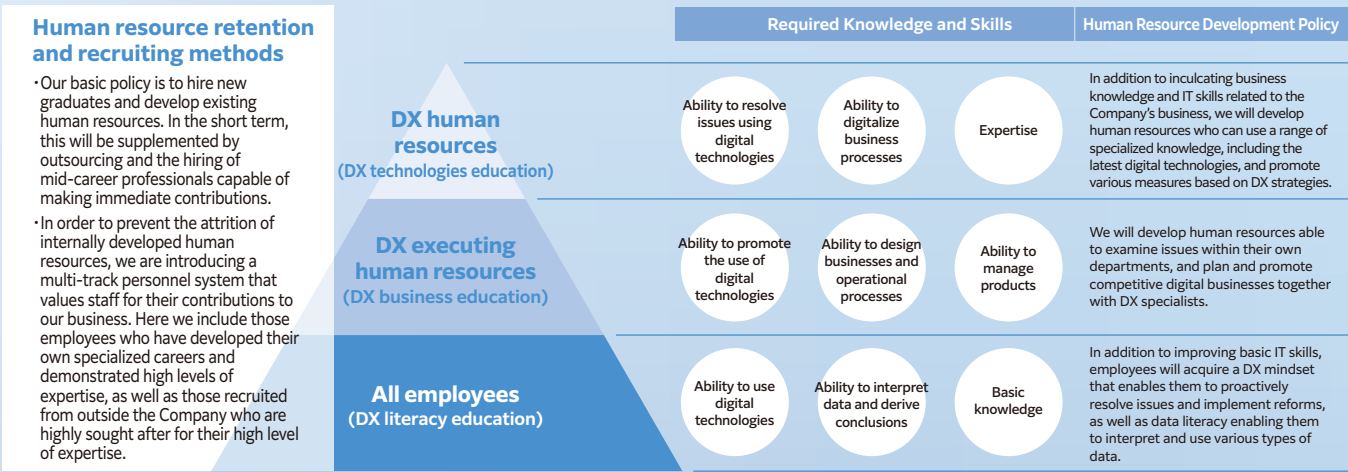 Human resource retention
and recruiting methods
・Our basic policy is to hire new
graduates and develop existing
human resources. In the short term,
this will be supplemented by
outsourcing and the hiring of
mid-career professionals capable of
making immediate contributions.
・In order to prevent the attrition of
internally developed human
resources, we are introducing a
multi-track personnel system that
values staff for their contributions to
our business. Here we include those
employees who have developed their
own specialized careers and
demonstrated high levels of
expertise, as well as those recruited
from outside the Company who are
highly sought after for their high level
of expertise.
Required Knowledge and Skills
Human Resource Development Policy
DX human
resources
(DX technologies education)
Ability to resolve
issues using
digital
technologies
Ability to
digitalize
business
processes
Expertise
In addition to inculcating business
knowledge and IT skills related to the
Company's business, we will develop
human resources who can use a range of
specialized knowledge, including the
latest digital technologies, and promote
various measures based on DX strategies.
DX executing
human resources
(DX business education)
Ability to promote
the use of
digital
technologies
Ability to design
businesses and
operational
processes
Ability to
manage
products
We will develop human resources able
to examine issues within their own
departments, and plan and promote
competitive digital businesses together
with DX specialists.
All employees
(DX literacy education)
Ability to use
digital
technologies
Ability to interpret
data and derive
conclusions
Basic
knowledge
In addition to improving basic IT skills,
employees will acquire a DX mindset
that enables them to proactively
resolve issues and implement reforms,
as well as data literacy enabling them
to interpret and use various types of
data.